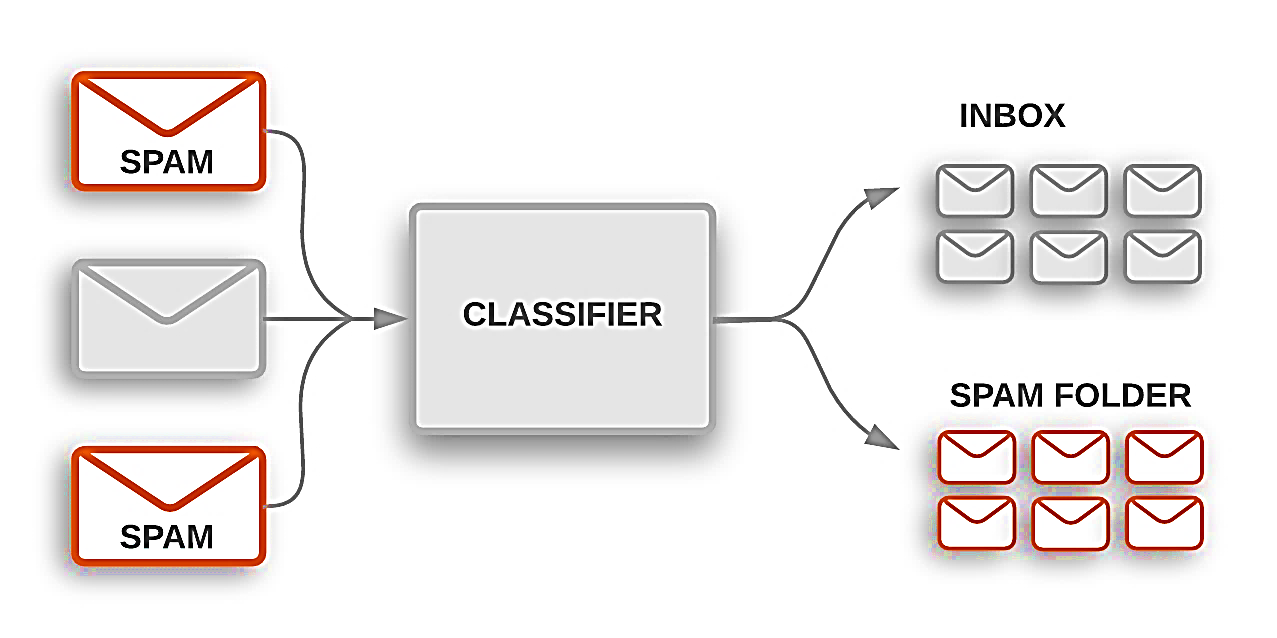 SPAM
SPAM
CLASSIFIER
INBOX
SPAM FOLDER